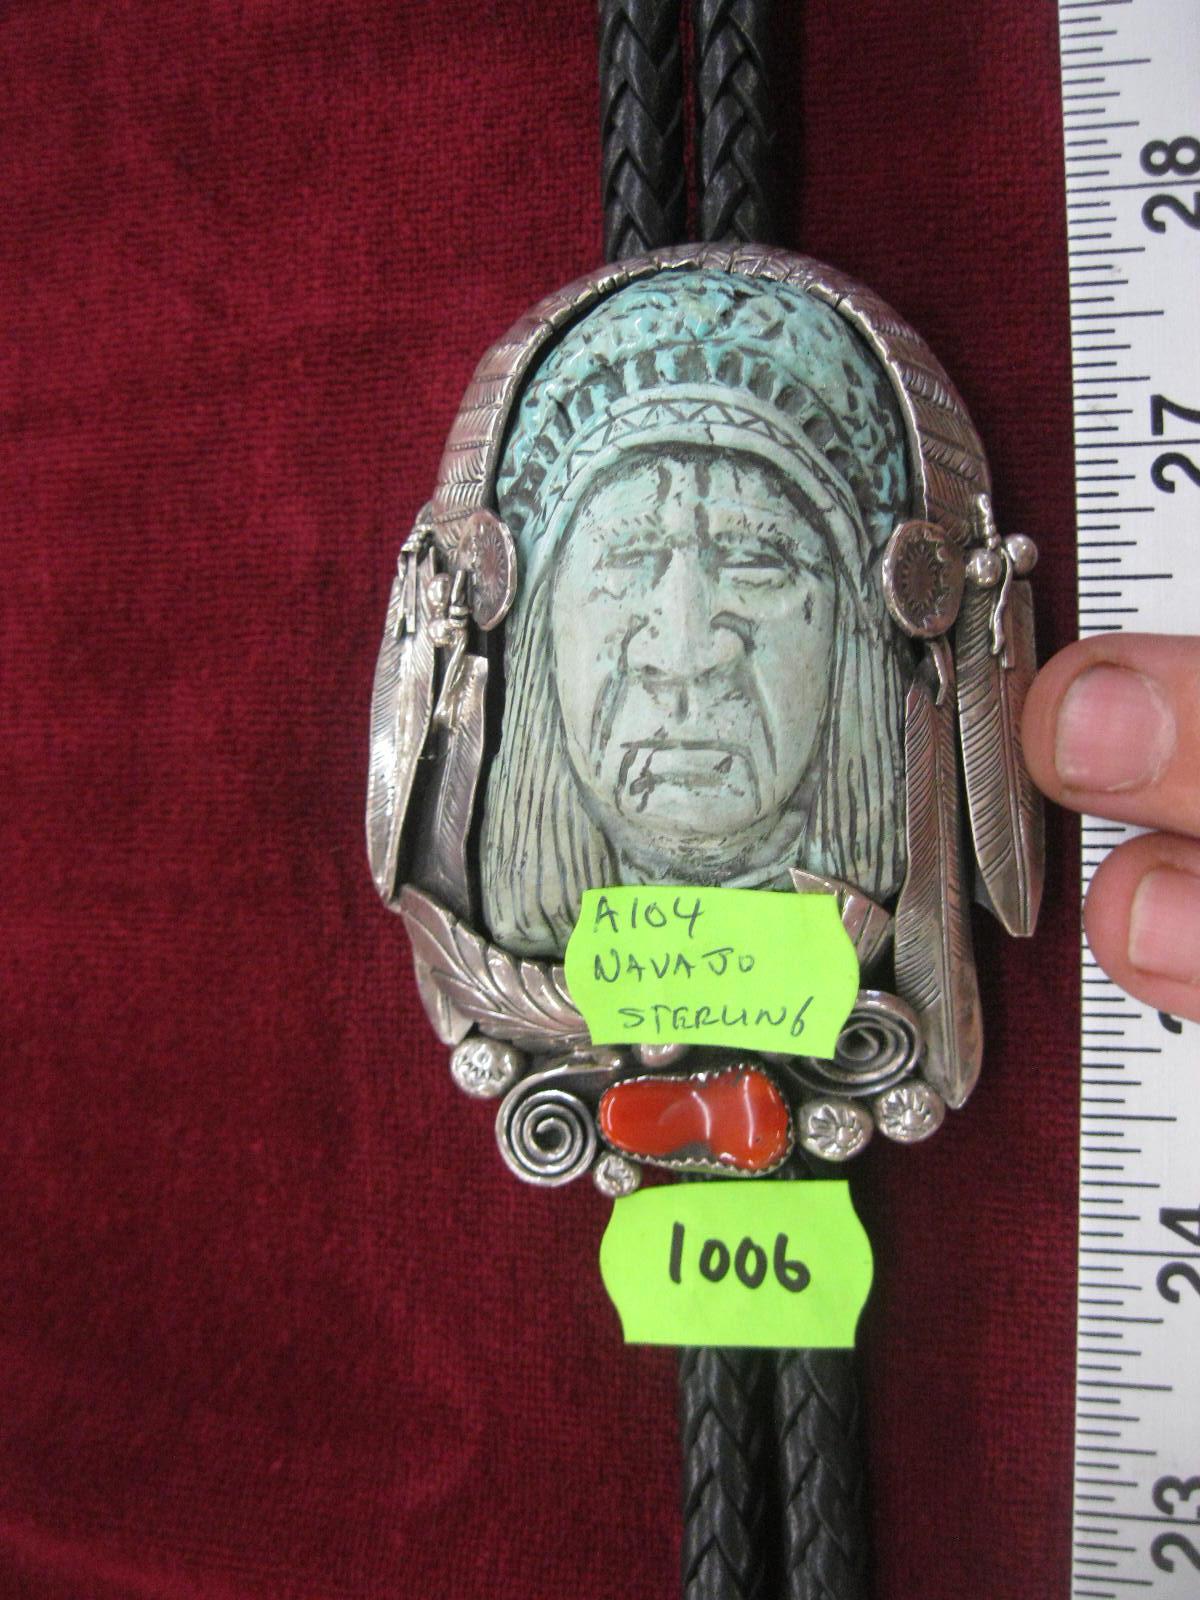 28
27
A104
NAVAJO
STERLING
1006
24
23